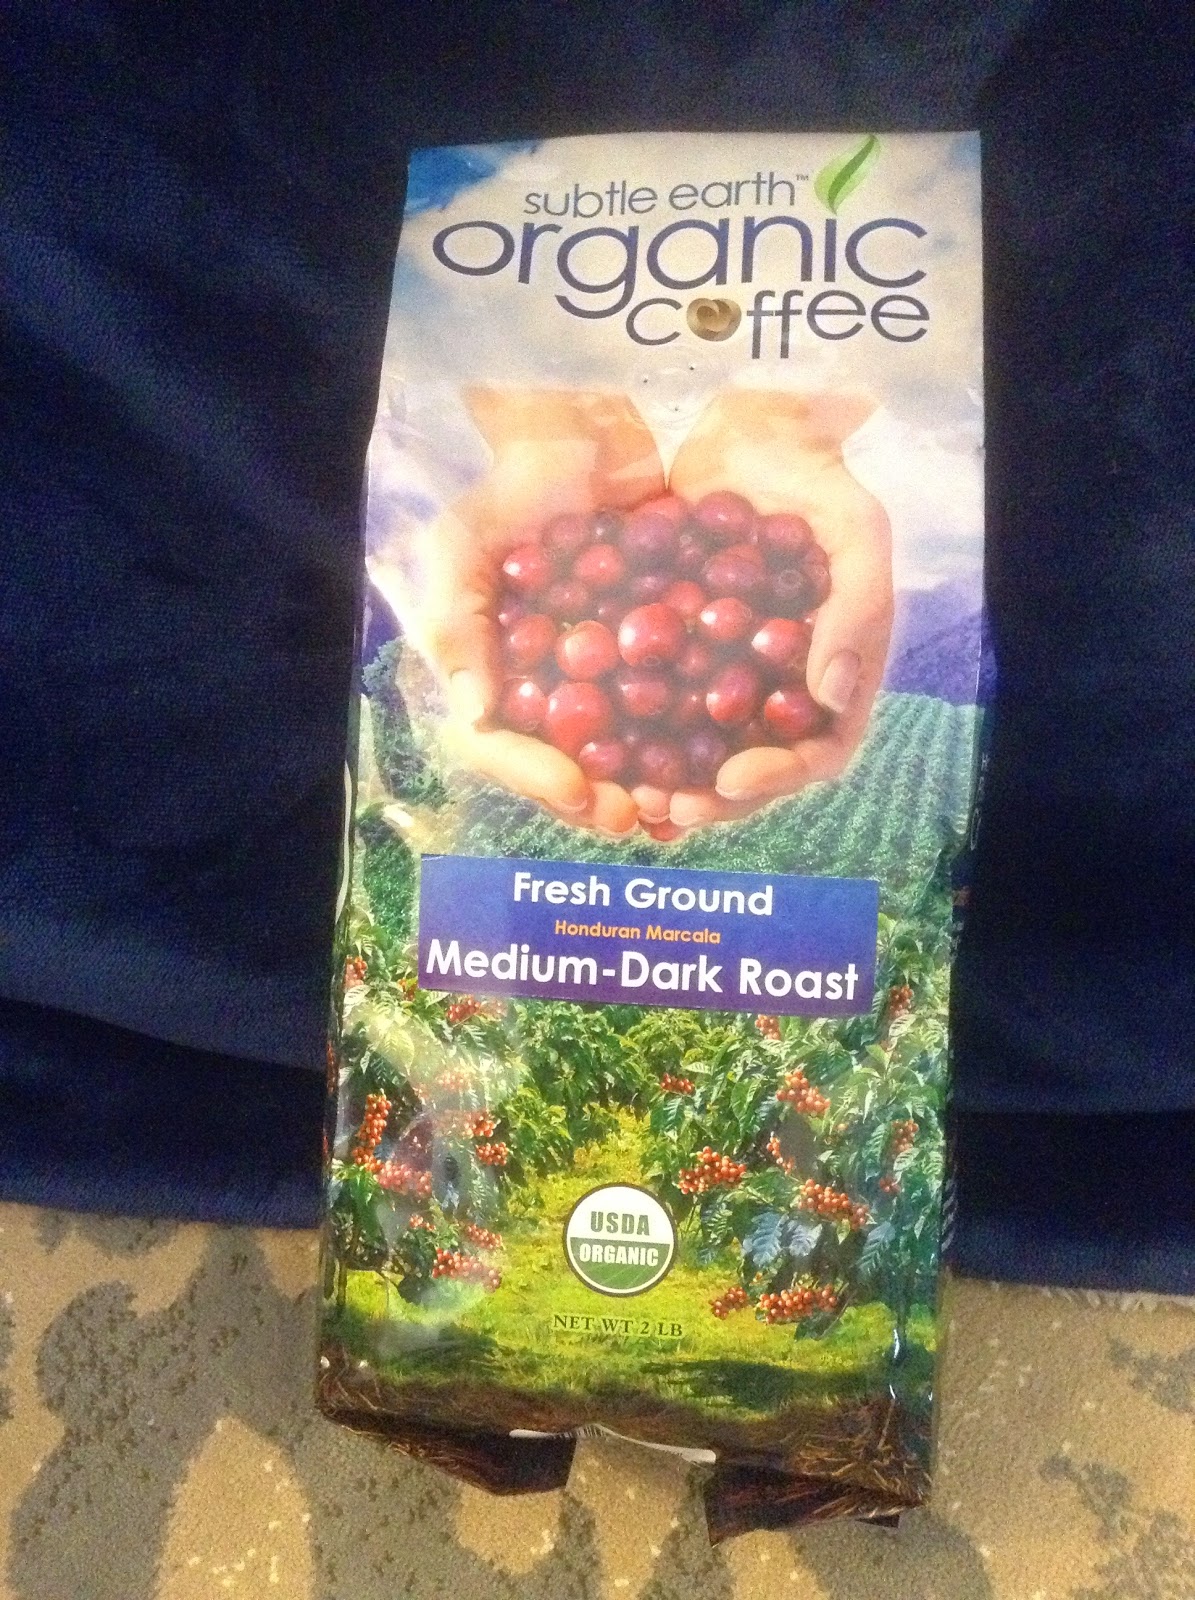 subtle earth™
organic
coffee
Fresh Ground
Honduran Marcala
Medium-Dark Roast
USDA
ORGANIC
NET WT 2 LB